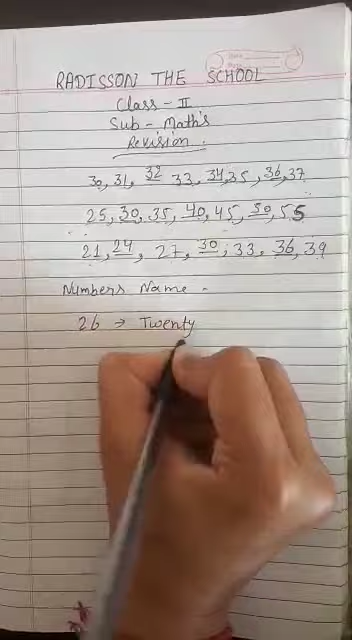 RADISSON THE SCHOOL
Class - II
Sub - Math's
Revision.
30, 31, 32 33, 34, 35, 36, 37
25, 30, 35, 40, 45, 50, 55
21, 24, 27, 30, 33, 36, 39
Numbers Name -
26 → Twenty